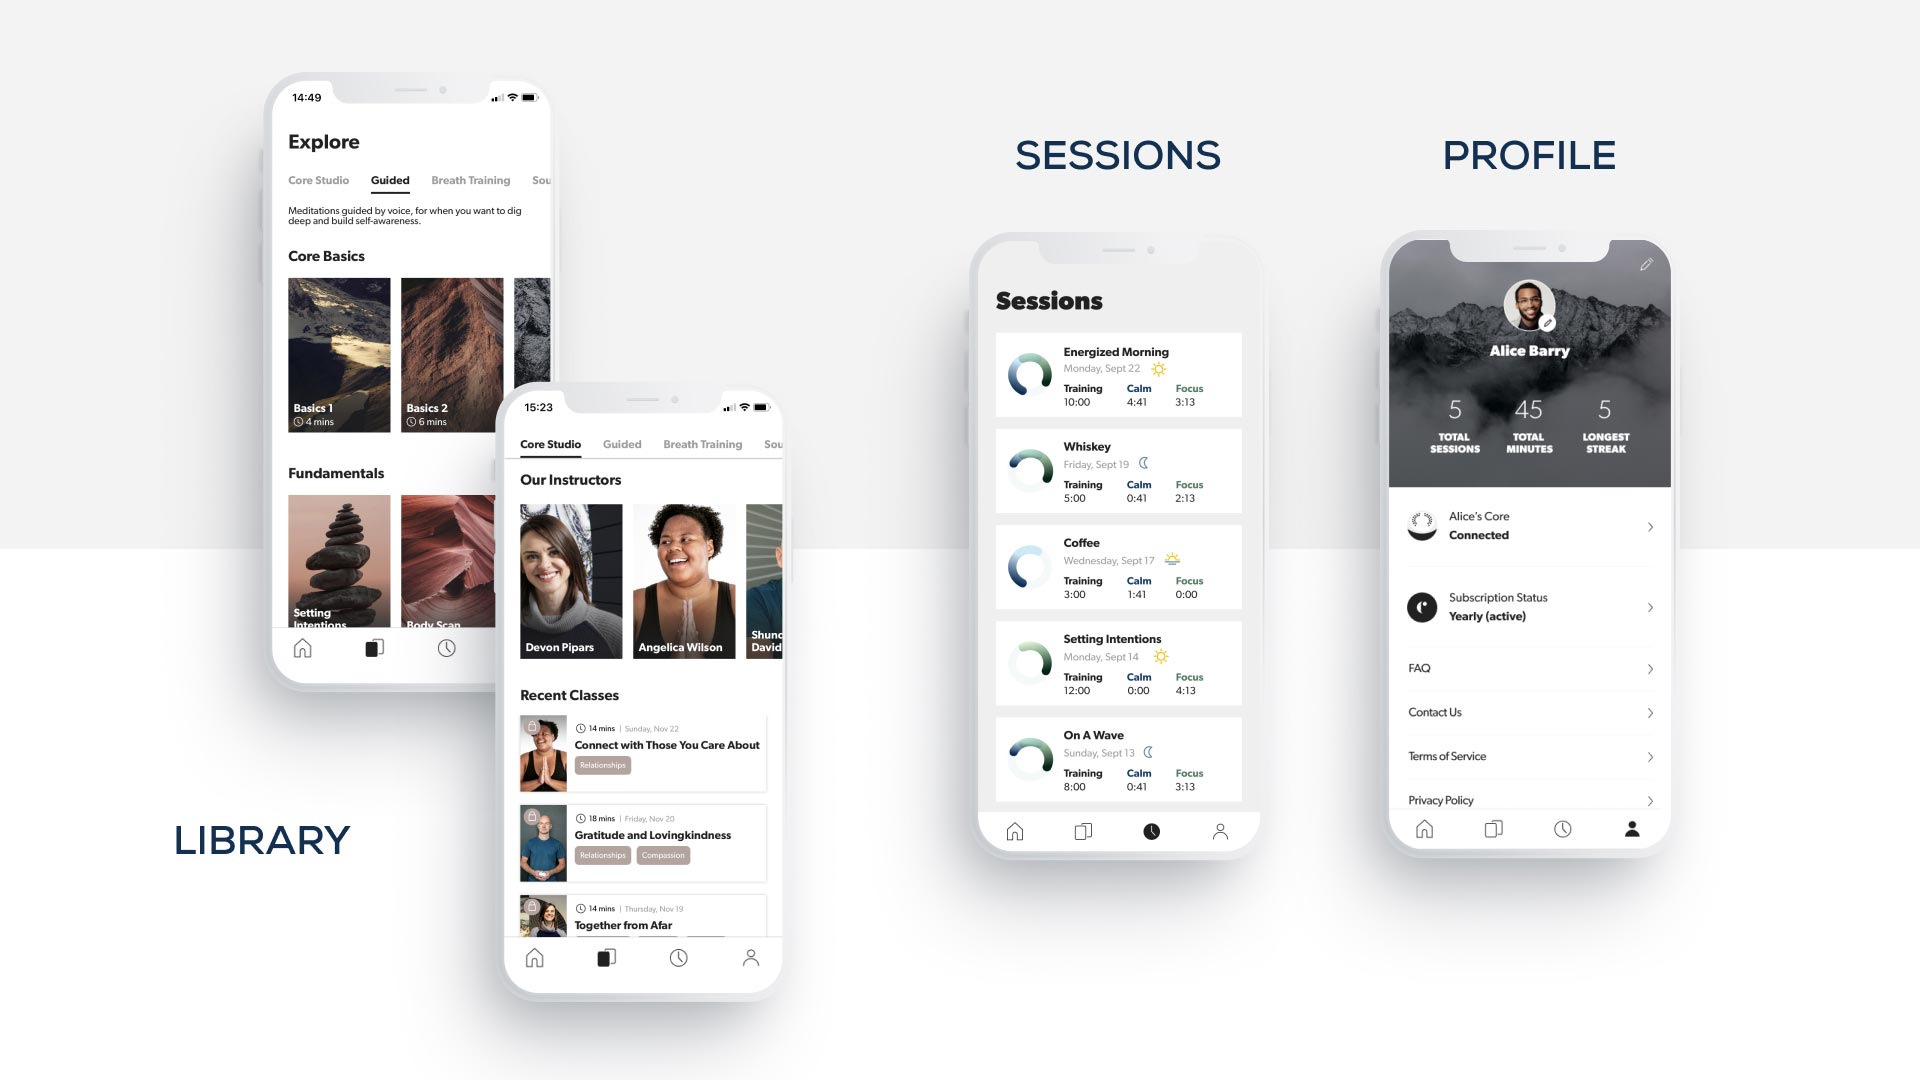 14:49
Explore
Core Studio Guided Breath Training Sou
Meditations guided by voice, for when you want to dig
deep and build self-awareness.
Core Basics
Basics 1
4 mins
Basics 2
6 mins
Fundamentals
Setting
Intentions
Body Scan
LIBRARY
15:23
Core Studio Guided Breath Training Sou
Our Instructors
Devon Pipars
Angelica Wilson
Shunc
David
Recent Classes
14 mins | Sunday, Nov 22
Connect with Those You Care About
Relationships
18 mins | Friday, Nov 20
Gratitude and Lovingkindness
Relationships Compassion
14 mins | Thursday, Nov 19
Together from Afar
SESSIONS
Sessions
Energized Morning
Monday, Sept 22
Training Calm Focus
10:00 4:41 3:13
Whiskey
Friday, Sept 19
Training Calm Focus
5:00 0:41 2:13
Coffee
Wednesday, Sept 17
Training Calm Focus
3:00 1:41 0:00
Setting Intentions
Monday, Sept 14
Training Calm Focus
12:00 0:00 4:13
On A Wave
Sunday, Sept 13
Training Calm Focus
8:00 0:41 3:13
PROFILE
Alice Barry
5 45 5
TOTAL TOTAL LONGEST
SESSIONS MINUTES STREAK
Alice's Core
Connected
Subscription Status
Yearly (active)
FAQ
Contact Us
Terms of Service
Privacy Policy